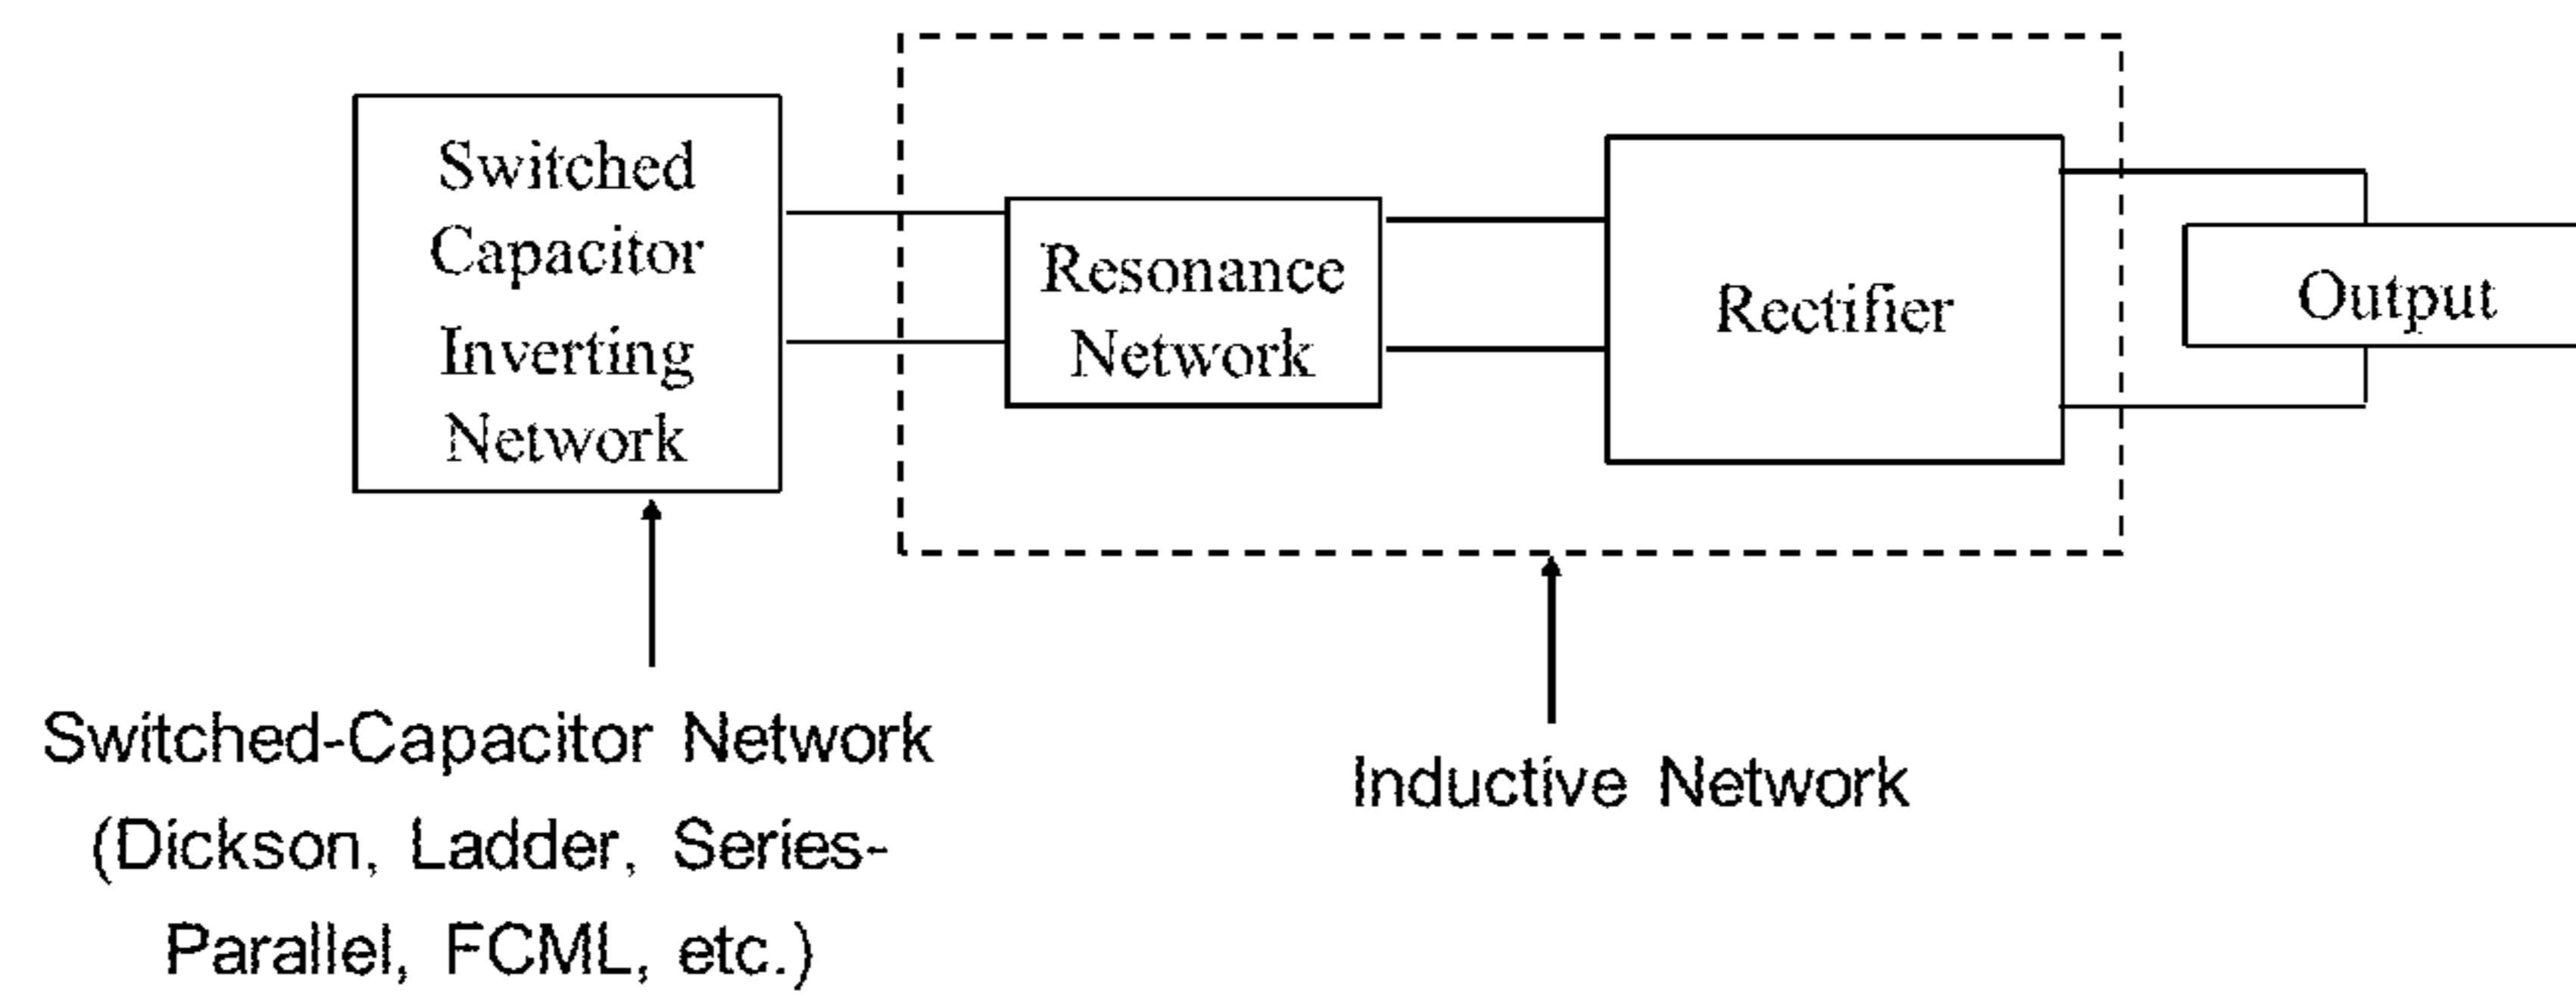 Switched
Capacitor
Inverting
Network
Resonance
Network
Rectifier
Output
Switched-Capacitor Network
(Dickson, Ladder, Series-
Parallel, FCML, etc.)
Inductive Network